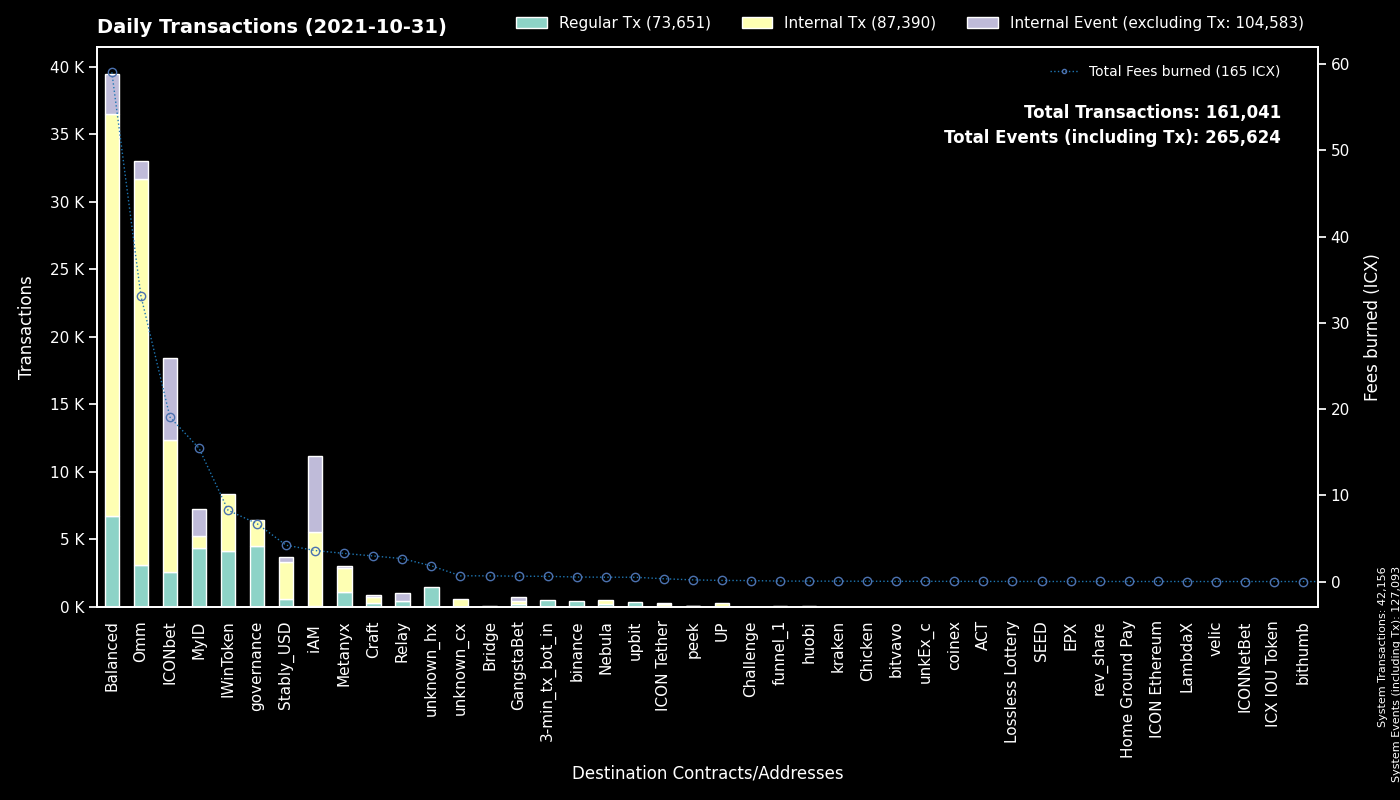 Daily Transactions (2021-10-31)
Regular Tx (73,651)
Internal Tx (87,390)
Internal Event (excluding Tx: 104,583)
Total Fees burned (165 ICX)
Total Transactions: 161,041
Total Events (including Tx): 265,624
Transactions
40 K
35 K
30 K
25 K
20 K
15 K
10 K
5 K
0 K
Fees burned (ICX)
60
50
40
30
20
10
0
Balanced
Omm
ICONbet
MyID
IWinToken
governance
Stably_USD
iAM
Metanyx
Craft
Relay
unknown_hx
unknown_cx
Bridge
GangstaBet
3-min_tx_bot_in
binance
Nebula
upbit
ICON Tether
peek
UP
Challenge
funnel_1
huobi
kraken
Chicken
bitvavo
unkEx_c
coinex
ACT
Lossless Lottery
SEED
EPX
rev_share
Home Ground Pay
ICON Ethereum
LambdaX
velic
ICONNetBet
ICX IOU Token
bithumb
Destination Contracts/Addresses
System Transactions: 42,156
System Events (including Tx): 127,093